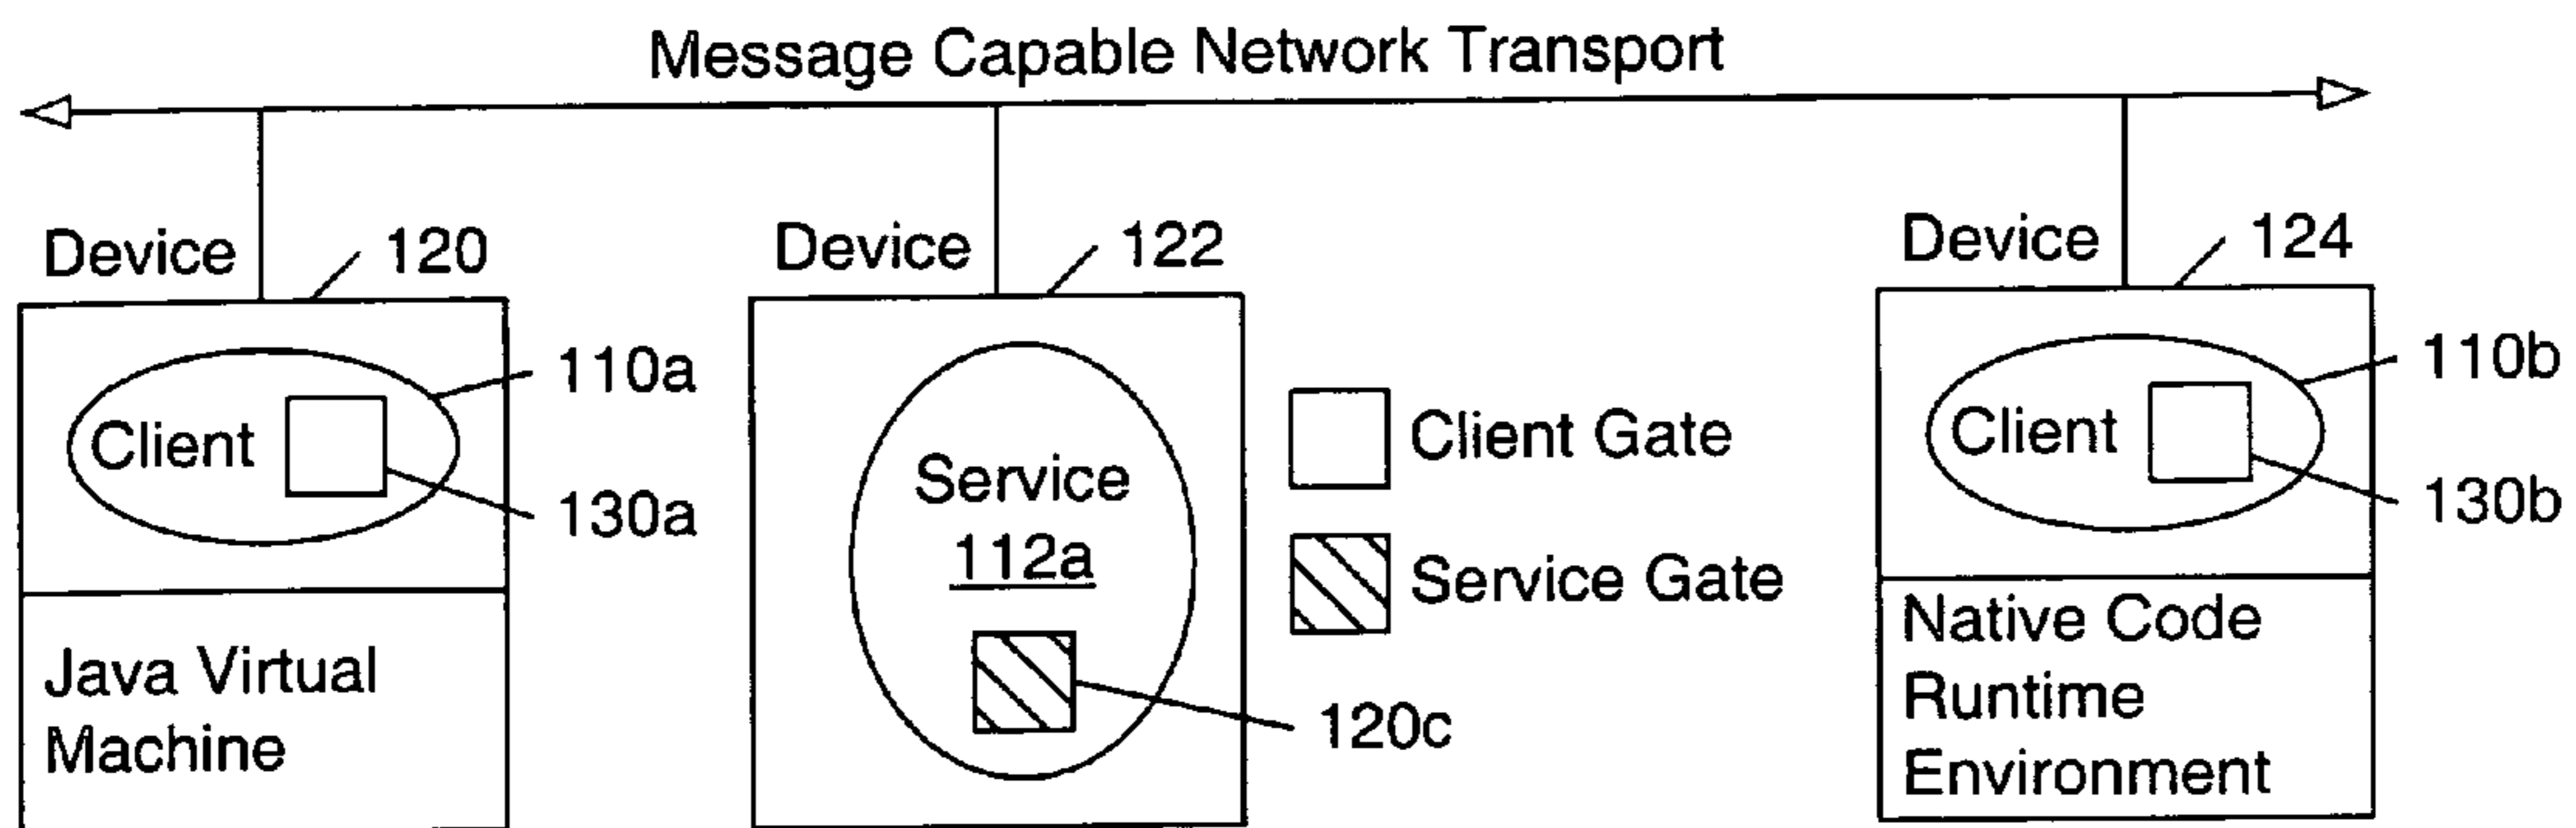 Message Capable Network Transport
Device
120
Device
122
Device
124
110a
Client
130a
Java Virtual
Machine
Service
112a
120c
Client Gate
Service Gate
110b
Client
130b
Native Code
Runtime
Environment